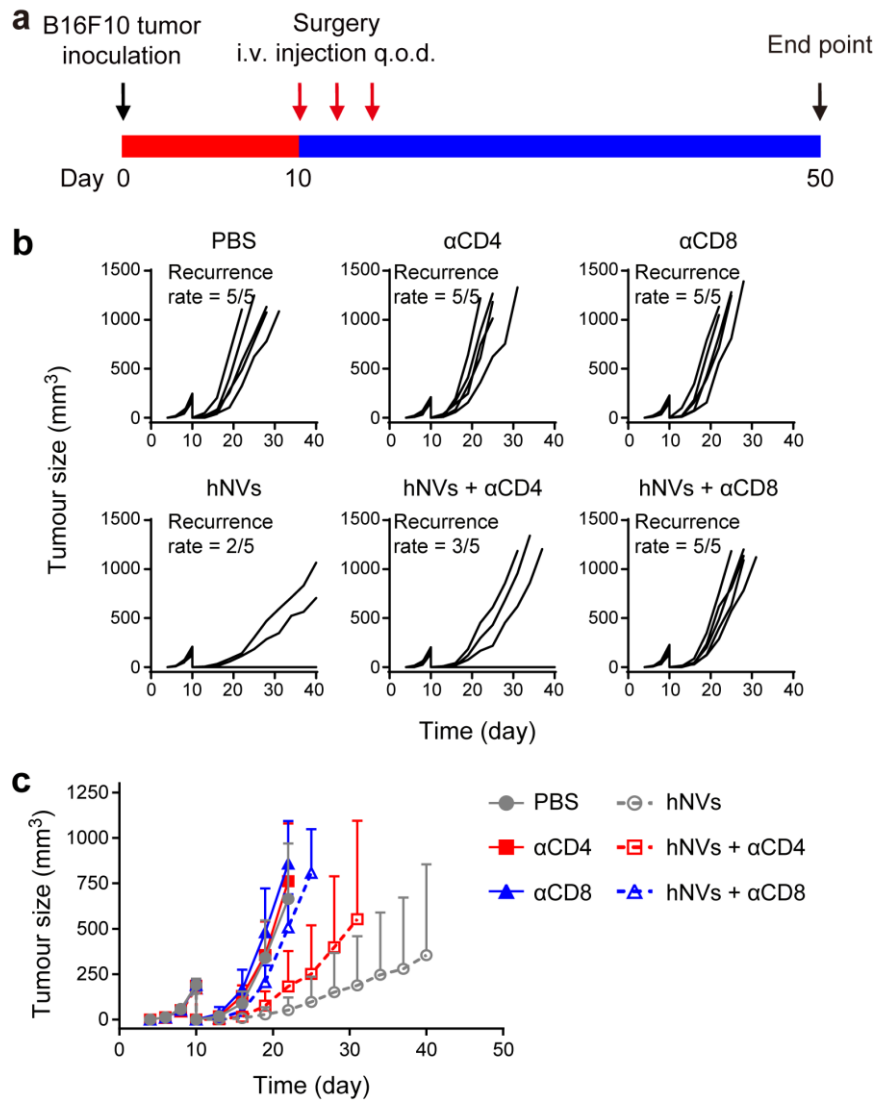 a
B16F10 tumor
inoculation
Surgery
i.v. injection q.o.d.
End point
Day 0 10 50
b
PBS αCD4 αCD8
1500
1000
500
0
Recurrence
rate = 5/5
0 10 20 30 40
1500
1000
500
0
Recurrence
rate = 5/5
0 10 20 30 40
1500
1000
500
0
Recurrence
rate = 5/5
0 10 20 30 40
Tumour size (mm³)
hNVs hNVs + αCD4 hNVs + αCD8
1500
1000
500
0
Recurrence
rate = 2/5
0 10 20 30 40
1500
1000
500
0
Recurrence
rate = 3/5
0 10 20 30 40
1500
1000
500
0
Recurrence
rate = 5/5
0 10 20 30 40
Time (day)
c
Tumour size (mm³)
1250
1000
750
500
250
0
0 10 20 30 40 50
Time (day)
PBS hNVs
αCD4 hNVs + αCD4
αCD8 hNVs + αCD8